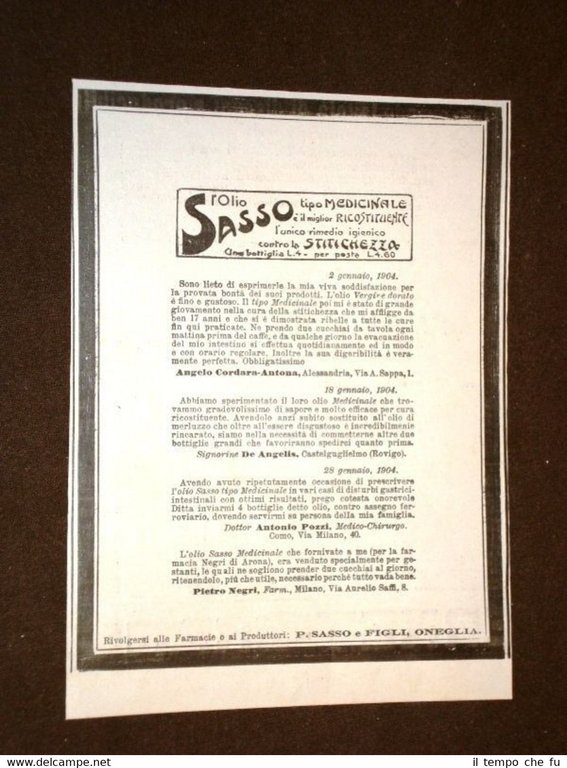 l'Olio tipo MEDICINALE
SASSO è il miglior RICOSTITUENTE
l'unico rimedio igienico
contro la STITICHEZZA
Una bottiglia L.4- per posta L.4.60
2 gennaio, 1904.
Sono lieto di esprimerle la mia viva soddisfazione per
la provata bontà dei suoi prodotti. L'olio Vergine dorato
è fino e gustoso. Il tipo Medicinale poi mi è stato di grande
giovamento nella cura della stitichezza che mi affligge da
ben 17 anni e che si è dimostrata ribelle a tutte le cure
fin qui praticate. Ne prendo due cucchiai da tavola ogni
mattina prima del caffè, e da qualche giorno la evacuazione
del mio intestino si effettua quotidianamente ed in modo
e con orario regolare. Inoltre la sua digeribilità è vera-
mente perfetta. Obbligatissimo
Angelo Cordara-Antona, Alessandria, Via A. Sappa, 1.
18 gennaio, 1904.
Abbiamo sperimentato il loro olio Medicinale che tro-
vammo gradevolissimo di sapore e molto efficace per cura
ricostituente. Avendolo anzi subito sostituito all'olio di
merluzzo che oltre all'essere disgustoso è incredibilmente
rincarato, siamo nella necessità di commetterne altre due
bottiglie grandi che favoriranno spedirci quanto prima.
Signorine De Angelis, Castelguglielmo (Rovigo).
28 gennaio, 1904.
Avendo avuto ripetutamente occasione di prescrivere
l'olio Sasso tipo Medicinale in vari casi di disturbi gastrici-
intestinali con ottimi risultati, prego cotesta onorevole
Ditta inviarmi 4 bottiglie detto olio, contro assegno fer-
roviario, dovendo servirmi su persona della mia famiglia.
Dottor Antonio Pozzi, Medico-Chirurgo.
Como, Via Milano, 40.
L'olio Sasso Medicinale che fornivate a me (per la far-
macia Negri di Arona), era venduto specialmente per ge-
stanti, le quali ne sogliono prender due cucchiai al giorno,
ritenendolo, più che utile, necessario perchè tutto vada bene.
Pietro Negri, Farm., Milano, Via Aurelio Saffi, 8.
Rivolgersi alle Farmacie o ai Produttori: P. SASSO e FIGLI, ONEGLIA.
il tempo che fu